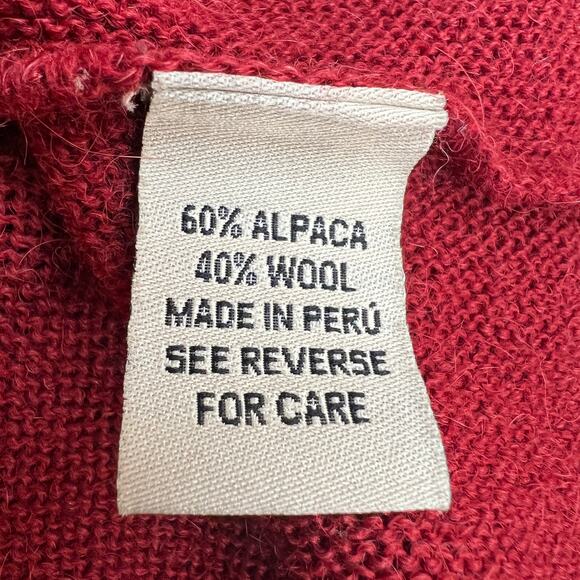 60% ALPACA
40% WOOL
MADE IN PERÚ
SEE REVERSE
FOR CARE